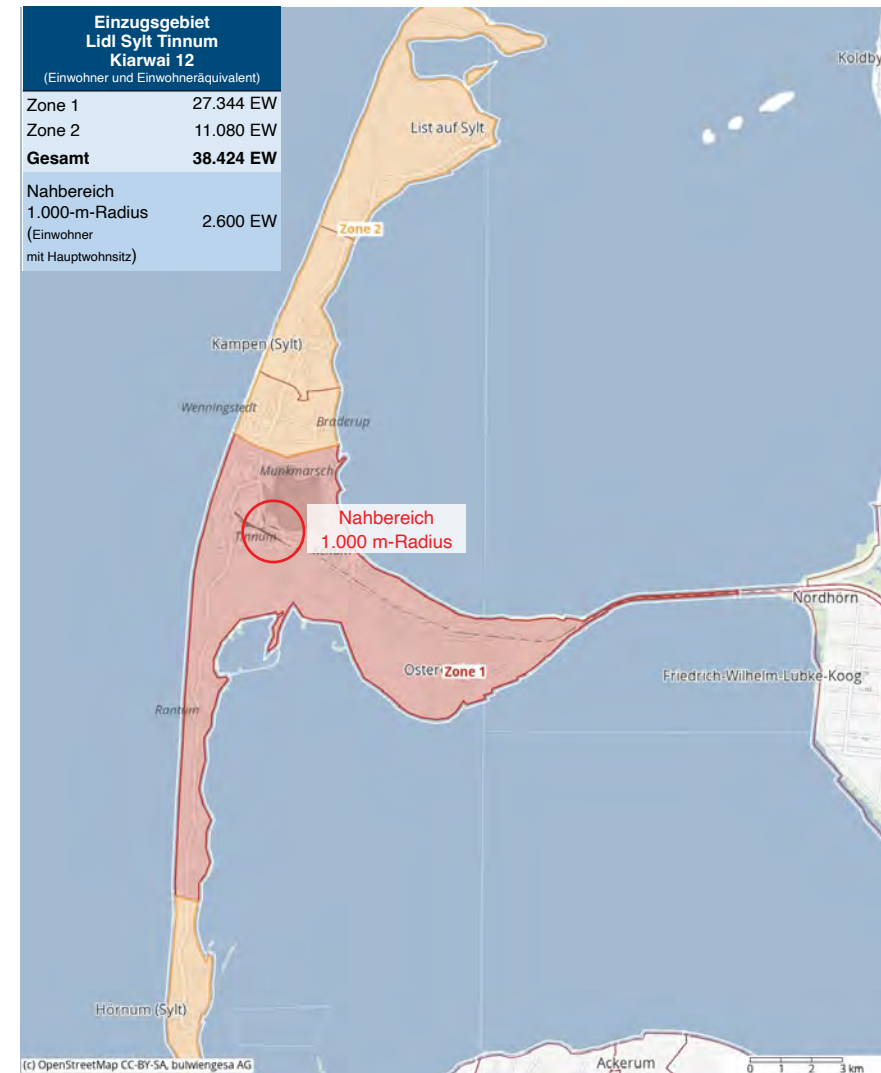 Einzugsgebiet
Lidl Sylt Tinnum
Kiarwai 12
(Einwohner und Einwohneräquivalent)
Zone 1 27.344 EW
Zone 2 11.080 EW
Gesamt 38.424 EW
Nahbereich
1.000-m-Radius 2.600 EW
(Einwohner
mit Hauptwohnsitz)
Koldby
List auf Sylt
Zone 2
Kampen (Sylt)
Wenningstedt
Braderup
Munkmarsch
Nahbereich
1.000 m-Radius
Tinnum
Nordhörn
Oster Zone 1
Friedrich-Wilhelm-Lübke-Koog
Rantum
Hörnum (Sylt)
Ackerum
(c) OpenStreetMap CC-BY-SA, bulwiengesa AG
0 1 2 3 km